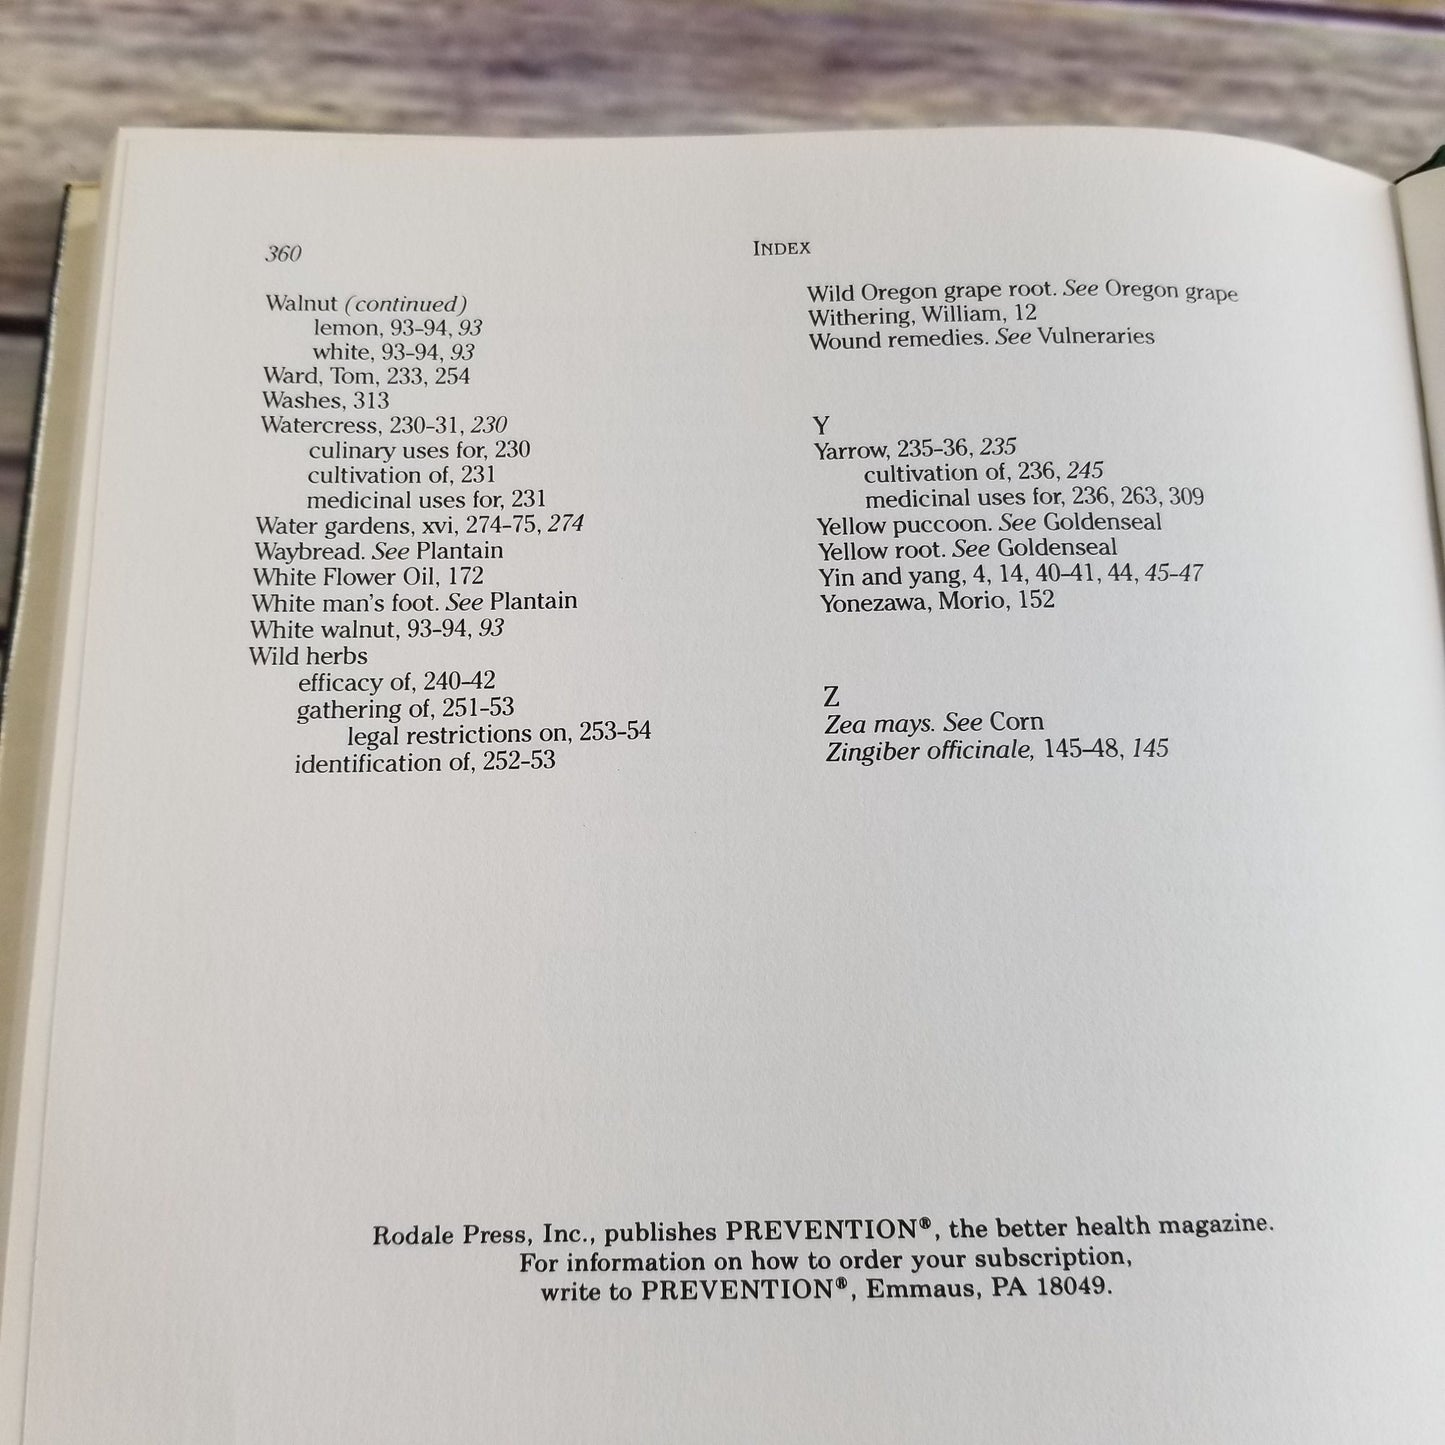 360
INDEX
Walnut (continued)
lemon, 93–94, 93
white, 93–94, 93
Ward, Tom, 233, 254
Washes, 313
Watercress, 230–31, 230
culinary uses for, 230
cultivation of, 231
medicinal uses for, 231
Water gardens, xvi, 274–75, 274
Waybread. See Plantain
White Flower Oil, 172
White man's foot. See Plantain
White walnut, 93–94, 93
Wild herbs
efficacy of, 240–42
gathering of, 251–53
legal restrictions on, 253–54
identification of, 252–53
Wild Oregon grape root. See Oregon grape
Withering, William, 12
Wound remedies. See Vulneraries
Y
Yarrow, 235–36, 235
cultivation of, 236, 245
medicinal uses for, 236, 263, 309
Yellow puccoon. See Goldenseal
Yellow root. See Goldenseal
Yin and yang, 4, 14, 40–41, 44, 45–47
Yonezawa, Morio, 152
Z
Zea mays. See Corn
Zingiber officinale, 145–48, 145
Rodale Press, Inc., publishes PREVENTION®, the better health magazine.
For information on how to order your subscription,
write to PREVENTION®, Emmaus, PA 18049.